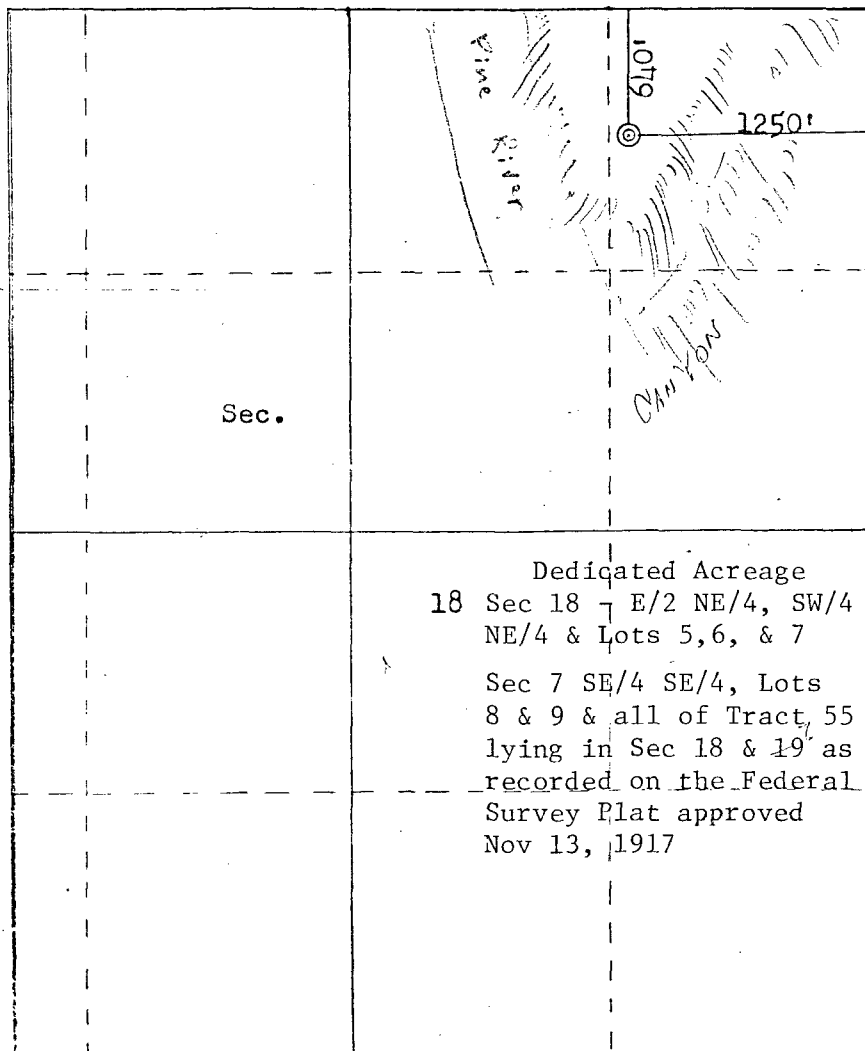 Pine River
640'
1250'
CANYON
Sec.
18
Dedicated Acreage
Sec 18 - E/2 NE/4, SW/4
NE/4 & Lots 5,6, & 7
Sec 7 SE/4 SE/4, Lots
8 & 9 & all of Tract 55
lying in Sec 18 & 19 7 as
recorded on the Federal
Survey Plat approved
Nov 13, 1917